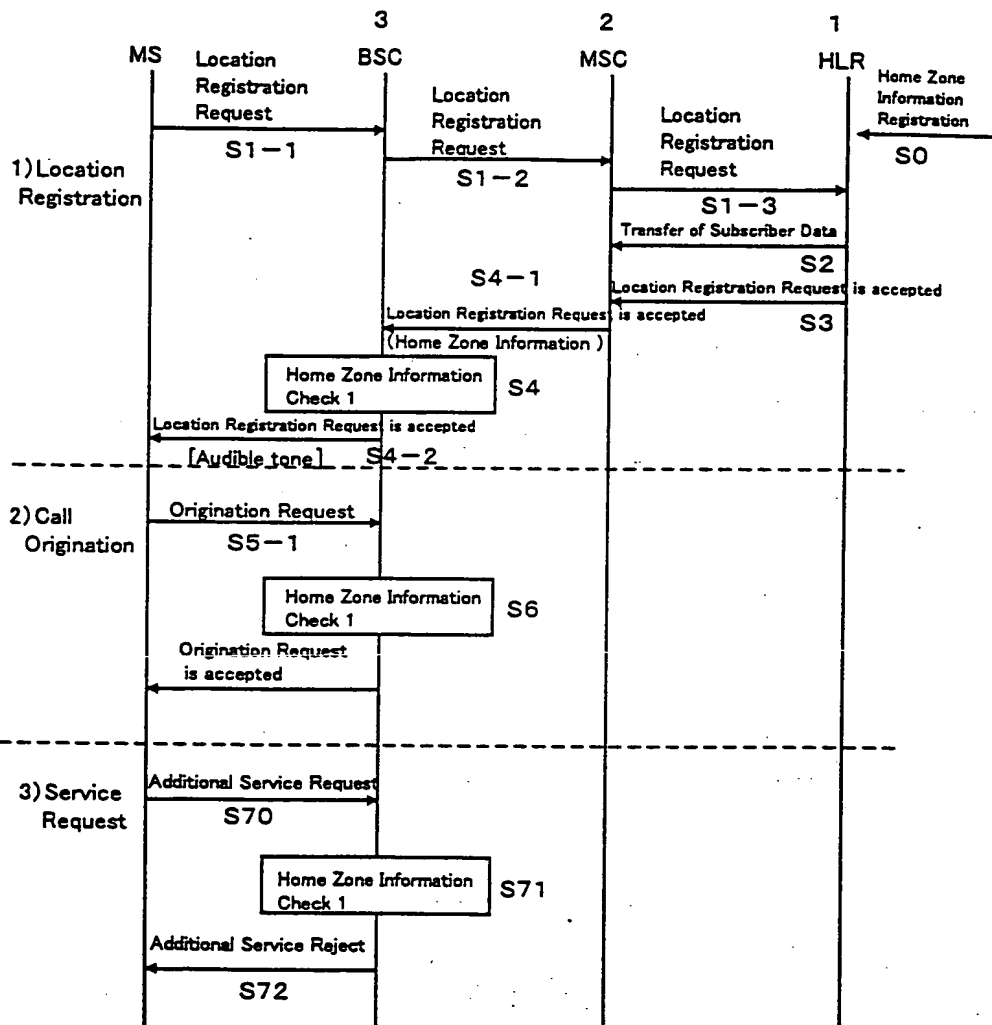 3
2
1
MS
BSC
MSC
HLR
Location
Registration
Request
S1-1
Location
Registration
Request
S1-2
Location
Registration
Request
S1-3
Home Zone
Information
Registration
S0
1) Location
Registration
Transfer of Subscriber Data
S2
Location Registration Request is accepted
S3
S4-1
Location Registration Request is accepted
(Home Zone Information )
Home Zone Information
Check 1
S4
Location Registration Request is accepted
[Audible tone]
S4-2
2) Call
Origination
Origination Request
S5-1
Home Zone Information
Check 1
S6
Origination Request
is accepted
3) Service
Request
Additional Service Request
S70
Home Zone Information
Check 1
S71
Additional Service Reject
S72